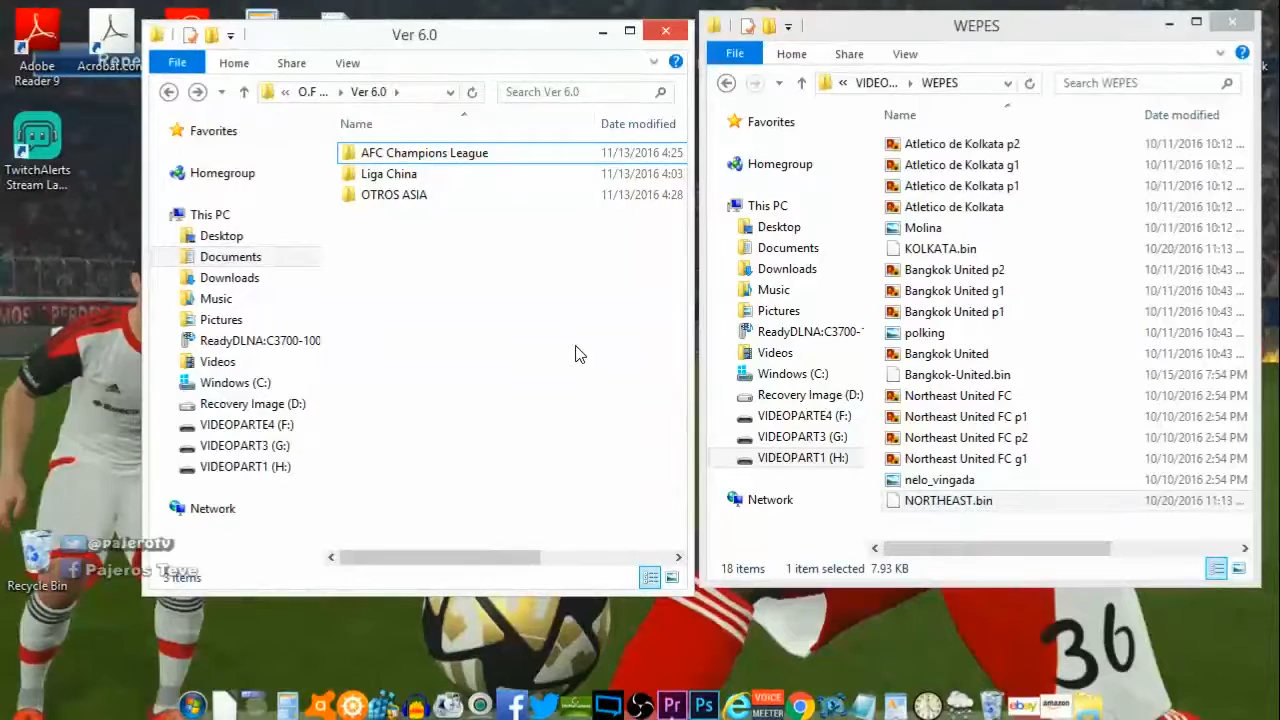 Adobe
Reader 9
Acrobat.com
TwitchAlerts
Stream La...
Recycle Bin
@pajerotv
Pajeros Teve
Ver 6.0
File Home Share View
O.F ... Ver 6.0
Search Ver 6.0
Favorites
Homegroup
This PC
Desktop
Documents
Downloads
Music
Pictures
ReadyDLNA:C3700-100
Videos
Windows (C:)
Recovery Image (D:)
VIDEOPARTE4 (F:)
VIDEOPART3 (G:)
VIDEOPART1 (H:)
Network
Name Date modified
AFC Champions League 11/13/2016 4:25
Liga China 11/13/2016 4:03
OTROS ASIA 11/13/2016 4:28
3 items
WEPES
File Home Share View
VIDEO... WEPES
Search WEPES
Favorites
Homegroup
This PC
Desktop
Documents
Downloads
Music
Pictures
ReadyDLNA:C3700-1
Videos
Windows (C:)
Recovery Image (D:)
VIDEOPARTE4 (F:)
VIDEOPART3 (G:)
VIDEOPART1 (H:)
Network
Name Date modified
Atletico de Kolkata p2 10/11/2016 10:12 ...
Atletico de Kolkata g1 10/11/2016 10:12 ...
Atletico de Kolkata p1 10/11/2016 10:12 ...
Atletico de Kolkata 10/11/2016 10:12 ...
Molina 10/11/2016 10:12 ...
KOLKATA.bin 10/20/2016 11:13 ...
Bangkok United p2 10/11/2016 10:43 ...
Bangkok United g1 10/11/2016 10:43 ...
Bangkok United p1 10/11/2016 10:43 ...
polking 10/11/2016 10:43 ...
Bangkok United 10/11/2016 10:43 ...
Bangkok-United.bin 10/15/2016 7:54 PM
Northeast United FC 10/10/2016 2:54 PM
Northeast United FC p1 10/10/2016 2:54 PM
Northeast United FC p2 10/10/2016 2:54 PM
Northeast United FC g1 10/10/2016 2:54 PM
nelo_vingada 10/10/2016 2:54 PM
NORTHEAST.bin 10/20/2016 11:13 ...
18 items 1 item selected 7.93 KB
36
Pr
Ps
VOICE
MEETER
ebay
amazon